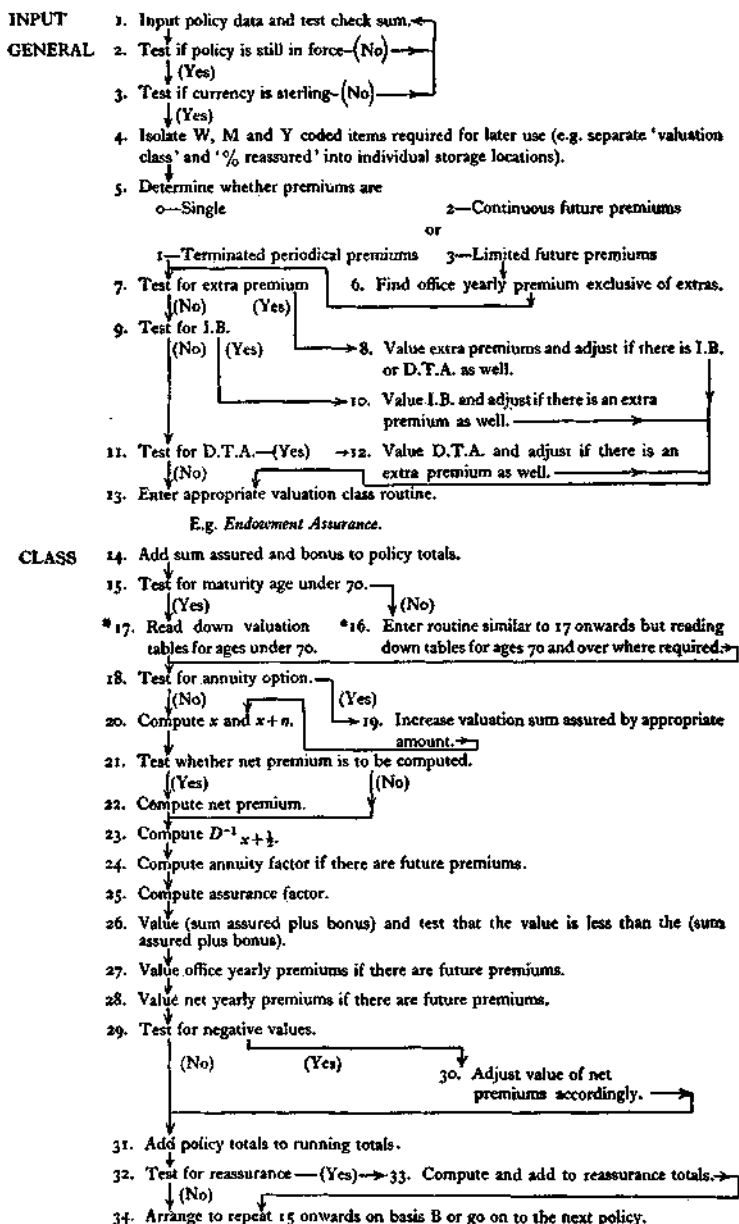 INPUT 1. Input policy data and test check sum.
GENERAL 2. Test if policy is still in force—(No)
(Yes)
3. Test if currency is sterling—(No)
(Yes)
4. Isolate W, M and Y coded items required for later use (e.g. separate 'valuation
class' and '% reassured' into individual storage locations).
5. Determine whether premiums are
0—Single 2—Continuous future premiums
or
1—Terminated periodical premiums 3—Limited future premiums
7. Test for extra premium 6. Find office yearly premium exclusive of extras.
(No) (Yes)
9. Test for I.B.
(No) (Yes) 8. Value extra premiums and adjust if there is I.B.
or D.T.A. as well.
10. Value I.B. and adjust if there is an extra
premium as well.
11. Test for D.T.A.—(Yes) 12. Value D.T.A. and adjust if there is an
(No) extra premium as well.
13. Enter appropriate valuation class routine.
E.g. Endowment Assurance.
CLASS 14. Add sum assured and bonus to policy totals.
15. Test for maturity age under 70.
(Yes) (No)
*17. Read down valuation *16. Enter routine similar to 17 onwards but reading
tables for ages under 70. down tables for ages 70 and over where required.
18. Test for annuity option.
(No) (Yes)
20. Compute x and x+n. 19. Increase valuation sum assured by appropriate
amount.
21. Test whether net premium is to be computed.
(Yes) (No)
22. Compute net premium.
23. Compute D⁻¹ₓ₊½.
24. Compute annuity factor if there are future premiums.
25. Compute assurance factor.
26. Value (sum assured plus bonus) and test that the value is less than the (sum
assured plus bonus).
27. Value office yearly premiums if there are future premiums.
28. Value net yearly premiums if there are future premiums.
29. Test for negative values.
(No) (Yes)
30. Adjust value of net
premiums accordingly.
31. Add policy totals to running totals.
32. Test for reassurance—(Yes) 33. Compute and add to reassurance totals.
(No)
34. Arrange to repeat 15 onwards on basis B or go on to the next policy.